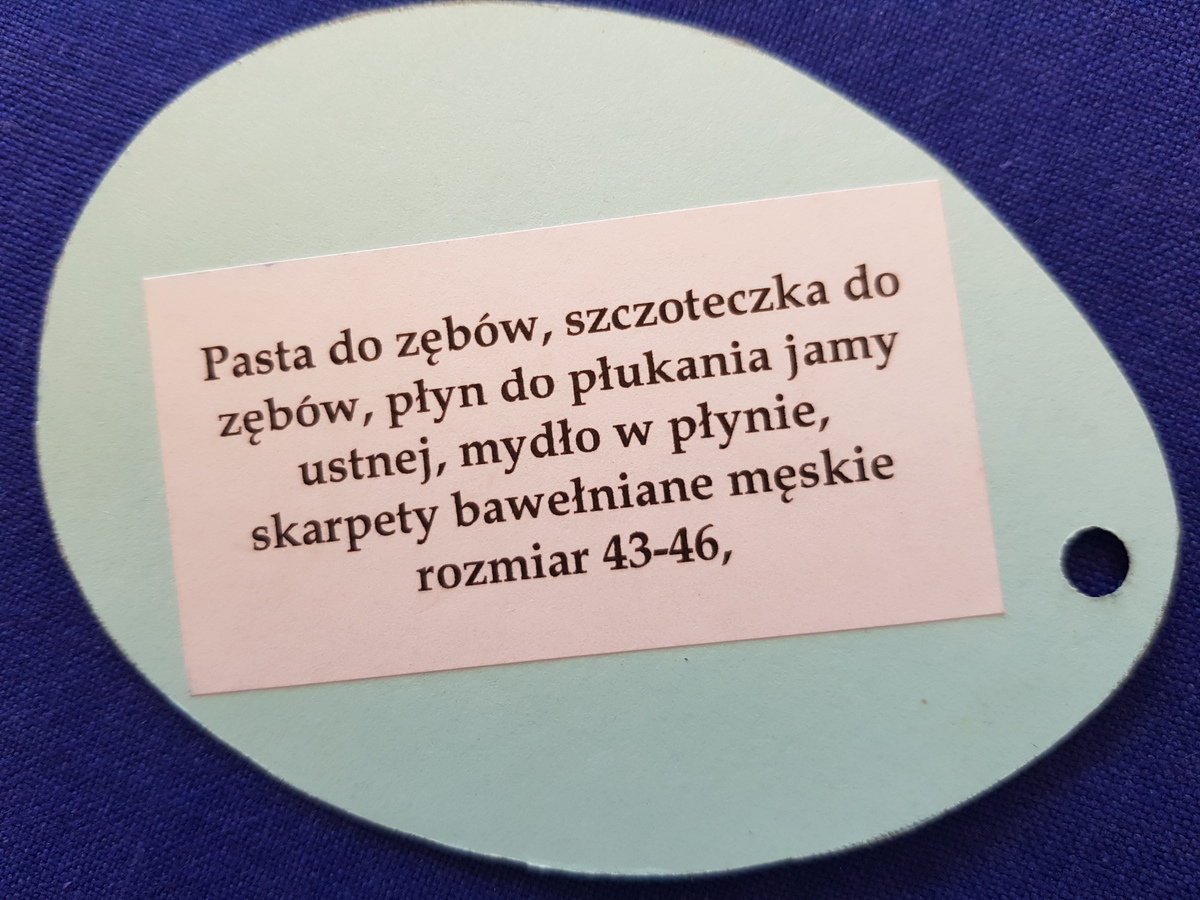 Pasta do zębów, szczoteczka do
zębów, płyn do płukania jamy
ustnej, mydło w płynie,
skarpety bawełniane męskie
rozmiar 43-46,